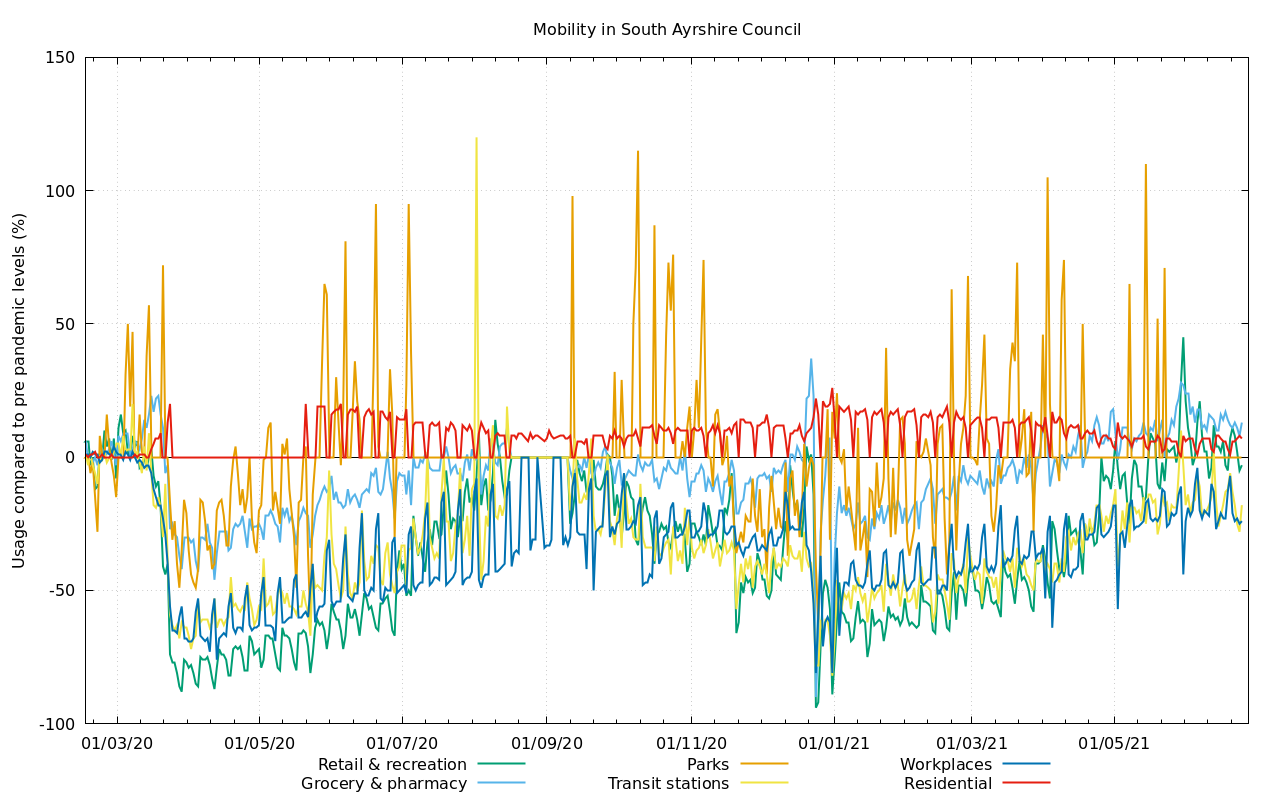 Mobility in South Ayrshire Council
Usage compared to pre pandemic levels (%)
150
100
50
0
-50
-100
01/03/20 01/05/20 01/07/20 01/09/20 01/11/20 01/01/21 01/03/21 01/05/21
Retail & recreation Parks Workplaces
Grocery & pharmacy Transit stations Residential